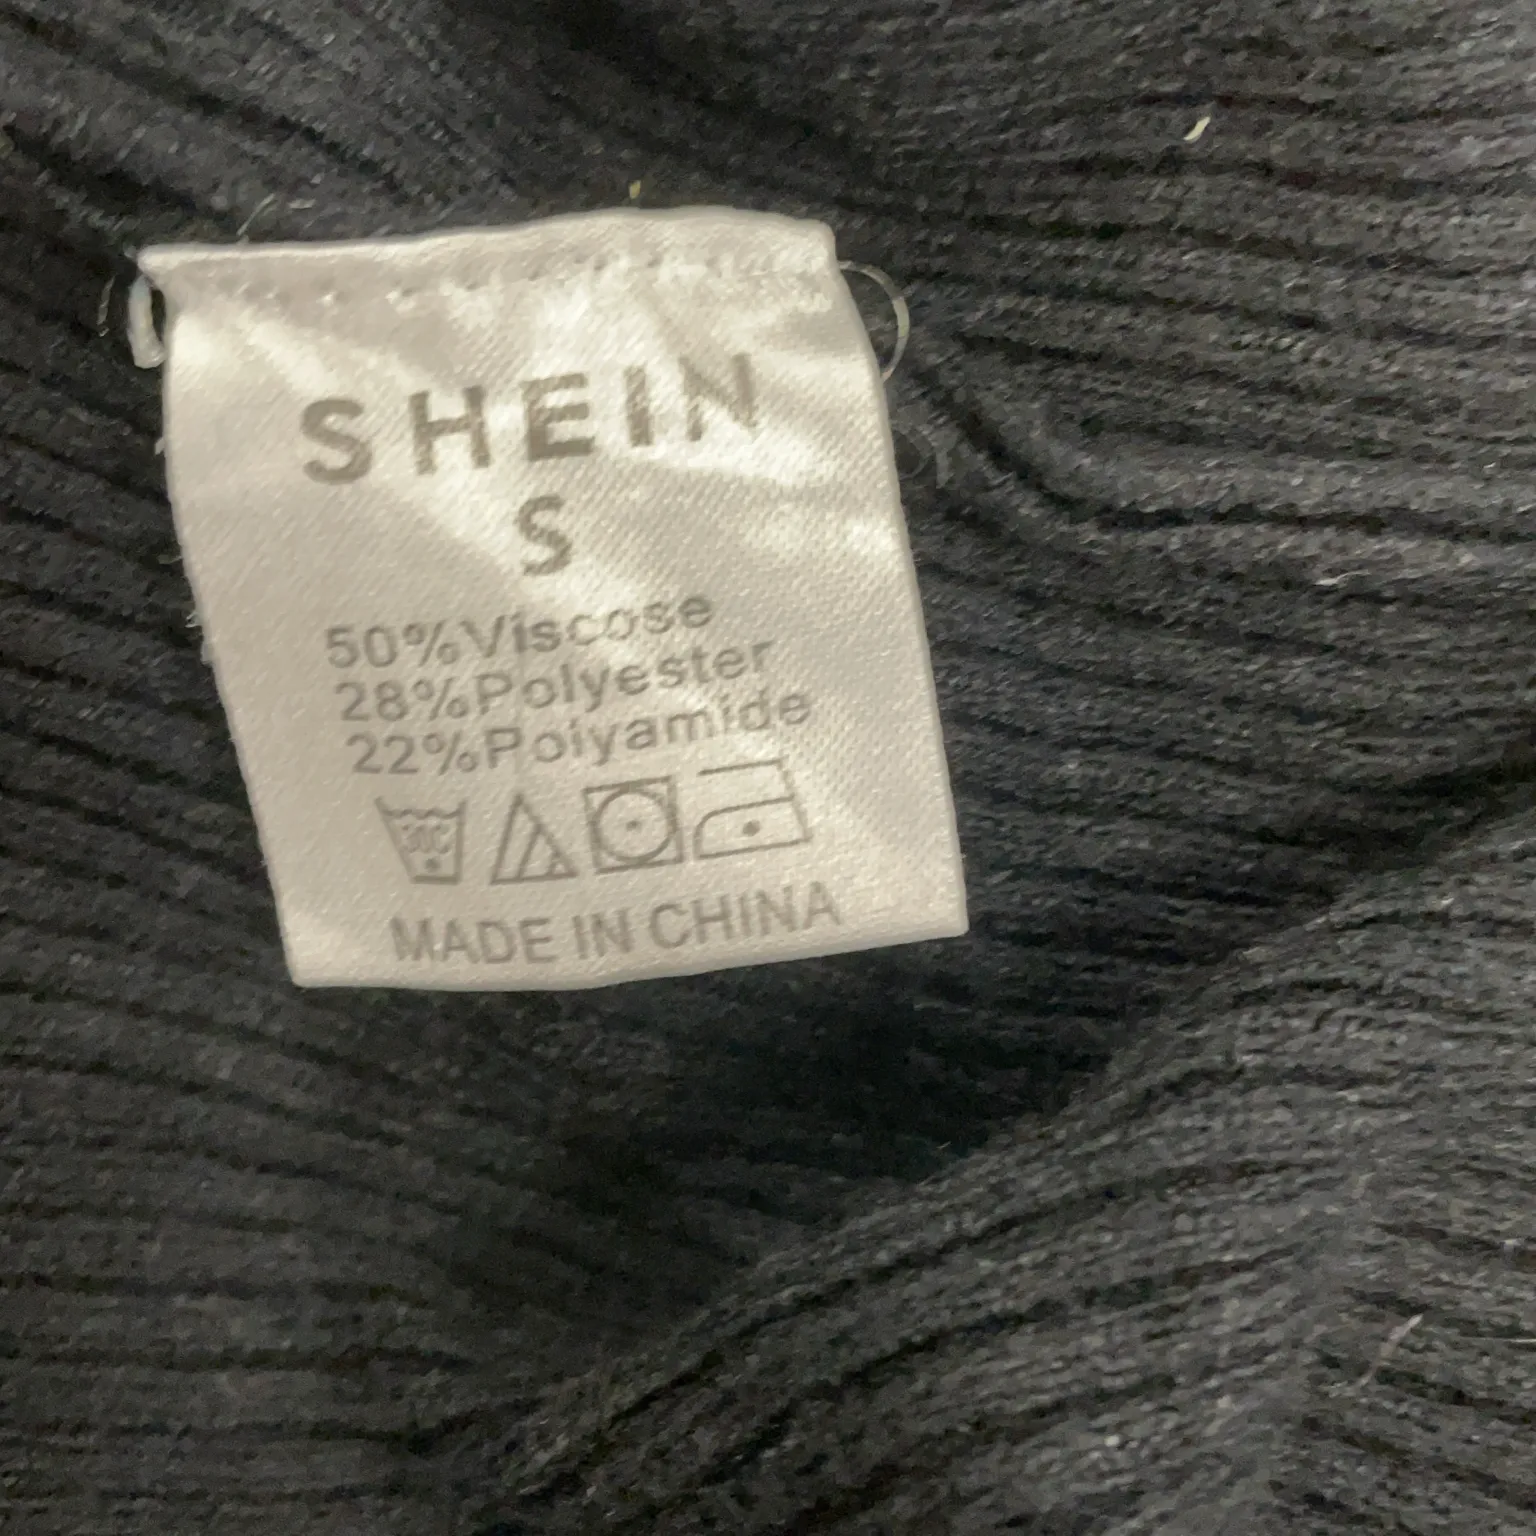 SHEIN
S
50%Viscose
28%Polyester
22%Polyamide
30C
MADE IN CHINA